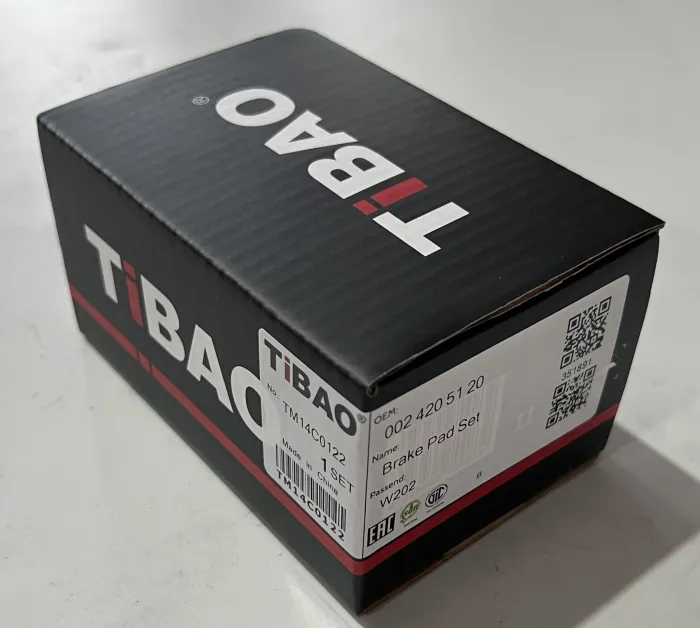 TiBAO®
TiBAO
TiBAO®
No.: TM14C0122
1 SET
Made in China
TM14C0122
OEM:
002 420 51 20
Name:
Brake Pad Set
Passend:
W202
EAC
351891
B